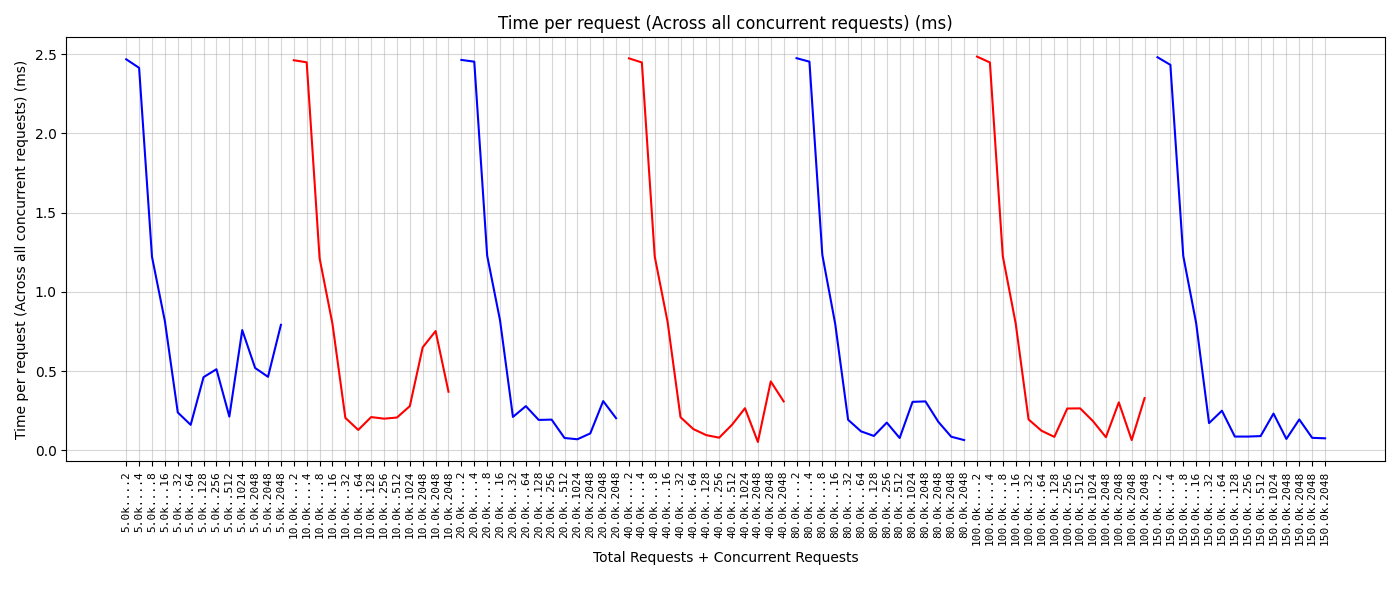 Time per request (Across all concurrent requests) (ms)
Time per request (Across all concurrent requests) (ms)
2.5
2.0
1.5
1.0
0.5
0.0
5.0k....2
5.0k....4
5.0k....8
5.0k...16
5.0k...32
5.0k...64
5.0k..128
5.0k..256
5.0k..512
5.0k.1024
5.0k.2048
5.0k.2048
5.0k.2048
10.0k....2
10.0k....4
10.0k....8
10.0k...16
10.0k...32
10.0k...64
10.0k..128
10.0k..256
10.0k..512
10.0k.1024
10.0k.2048
10.0k.2048
10.0k.2048
20.0k....2
20.0k....4
20.0k....8
20.0k...16
20.0k...32
20.0k...64
20.0k..128
20.0k..256
20.0k..512
20.0k.1024
20.0k.2048
20.0k.2048
20.0k.2048
40.0k....2
40.0k....4
40.0k....8
40.0k...16
40.0k...32
40.0k...64
40.0k..128
40.0k..256
40.0k..512
40.0k.1024
40.0k.2048
40.0k.2048
40.0k.2048
80.0k....2
80.0k....4
80.0k....8
80.0k...16
80.0k...32
80.0k...64
80.0k..128
80.0k..256
80.0k..512
80.0k.1024
80.0k.2048
80.0k.2048
80.0k.2048
80.0k.2048
100.0k....2
100.0k....4
100.0k....8
100.0k...16
100.0k...32
100.0k...64
100.0k..128
100.0k..256
100.0k..512
100.0k.1024
100.0k.2048
100.0k.2048
100.0k.2048
100.0k.2048
150.0k....2
150.0k....4
150.0k....8
150.0k...16
150.0k...32
150.0k...64
150.0k..128
150.0k..256
150.0k..512
150.0k.1024
150.0k.2048
150.0k.2048
150.0k.2048
150.0k.2048
Total Requests + Concurrent Requests